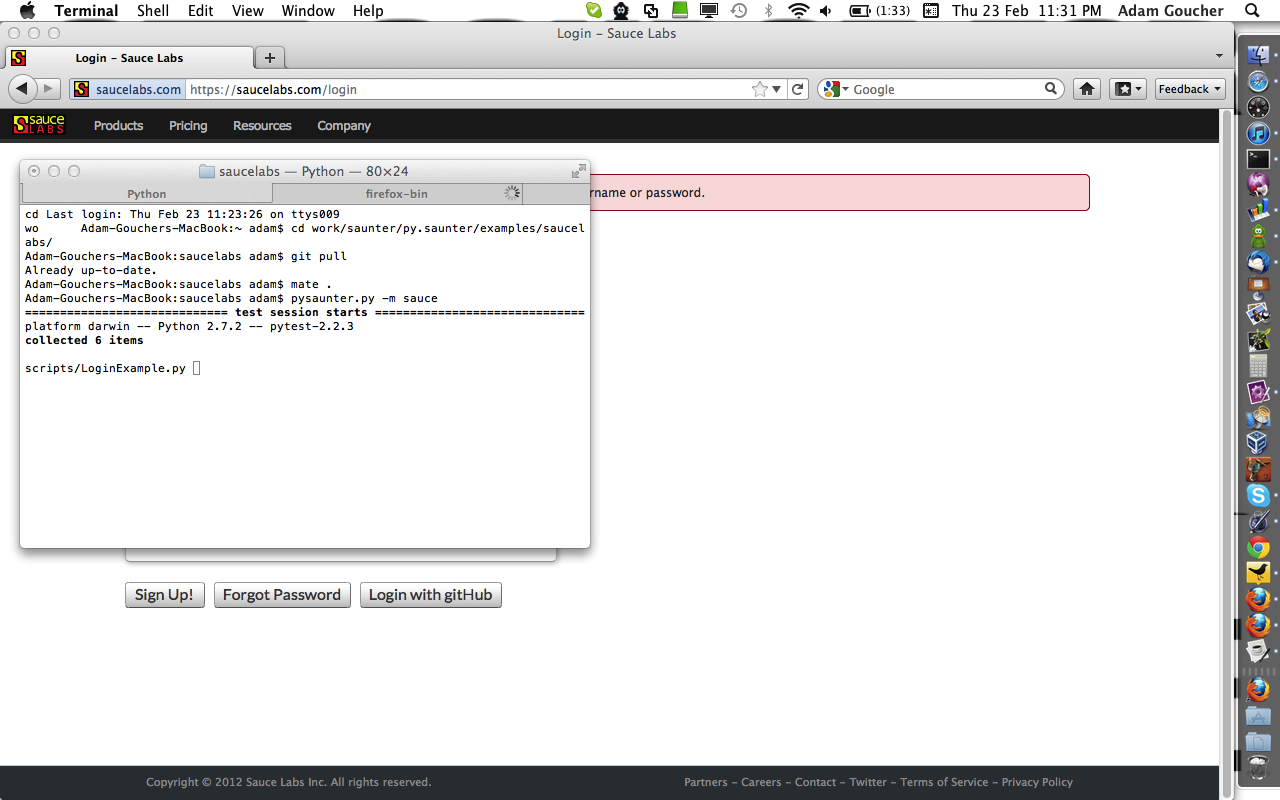 Terminal Shell Edit View Window Help (1:33) Thu 23 Feb 11:31 PM Adam Goucher
Login – Sauce Labs
Login – Sauce Labs
saucelabs.com https://saucelabs.com/login Google Feedback
sauce LABS Products Pricing Resources Company
saucelabs — Python — 80×24
Python firefox-bin
rname or password.
cd Last login: Thu Feb 23 11:23:26 on ttys009
wo Adam-Gouchers-MacBook:~ adam$ cd work/saunter/py.saunter/examples/saucel
abs/
Adam-Gouchers-MacBook:saucelabs adam$ git pull
Already up-to-date.
Adam-Gouchers-MacBook:saucelabs adam$ mate .
Adam-Gouchers-MacBook:saucelabs adam$ pysaunter.py -m sauce
============================= test session starts ==============================
platform darwin -- Python 2.7.2 -- pytest-2.2.3
collected 6 items
scripts/LoginExample.py
Sign Up! Forgot Password Login with gitHub
Copyright © 2012 Sauce Labs Inc. All rights reserved. Partners – Careers – Contact – Twitter – Terms of Service – Privacy Policy